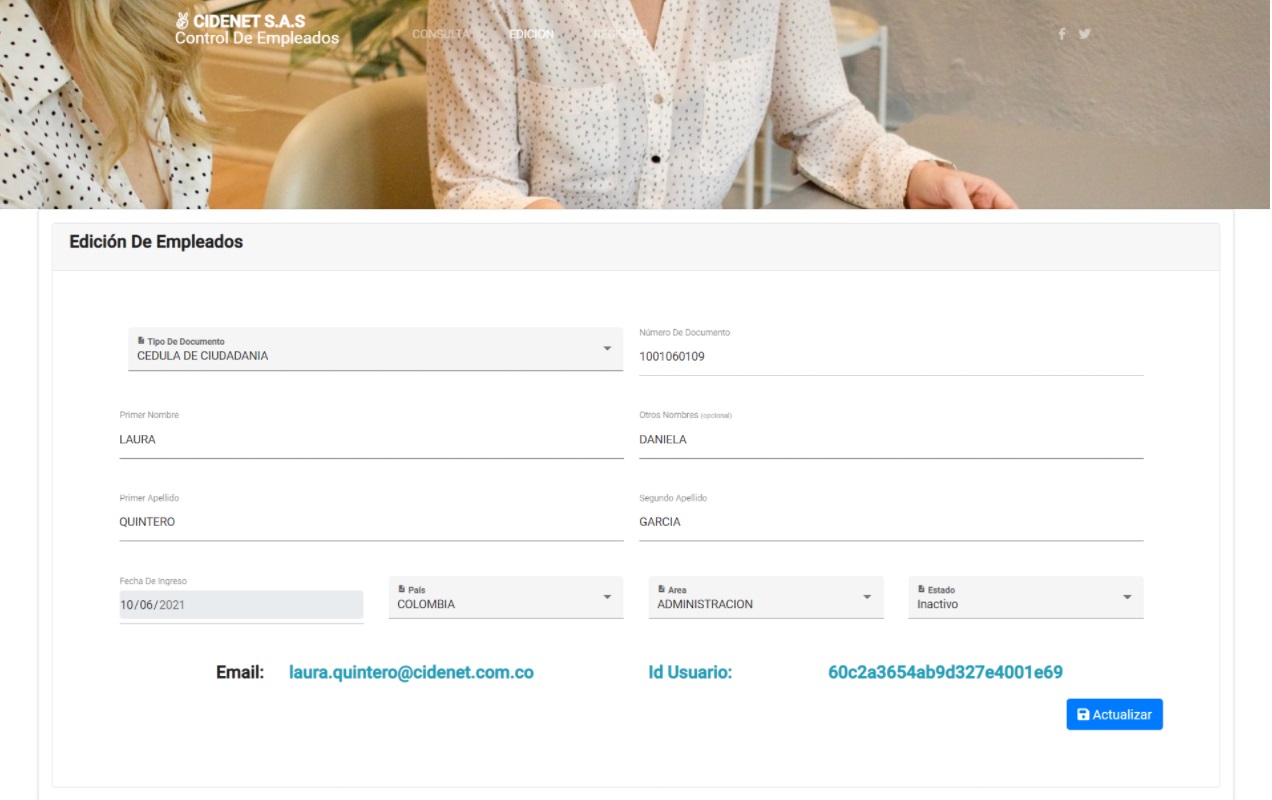 CIDENET S.A.S
Control De Empleados
CONSULTA EDICIÓN REGISTRO
Edición De Empleados
Tipo De Documento
CEDULA DE CIUDADANIA
Número De Documento
1001060109
Primer Nombre
LAURA
Otros Nombres (opcional)
DANIELA
Primer Apellido
QUINTERO
Segundo Apellido
GARCIA
Fecha De Ingreso
10/06/2021
País
COLOMBIA
Area
ADMINISTRACION
Estado
Inactivo
Email: laura.quintero@cidenet.com.co Id Usuario: 60c2a3654ab9d327e4001e69
Actualizar